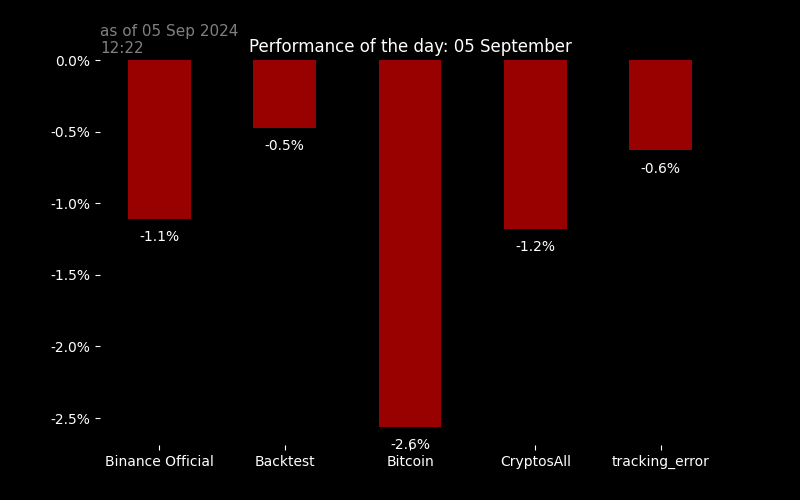 as of 05 Sep 2024
12:22
Performance of the day: 05 September
0.0%
-0.5%
-1.0%
-1.5%
-2.0%
-2.5%
-1.1%
-0.5%
-2.6%
-1.2%
-0.6%
Binance Official
Backtest
Bitcoin
CryptosAll
tracking_error